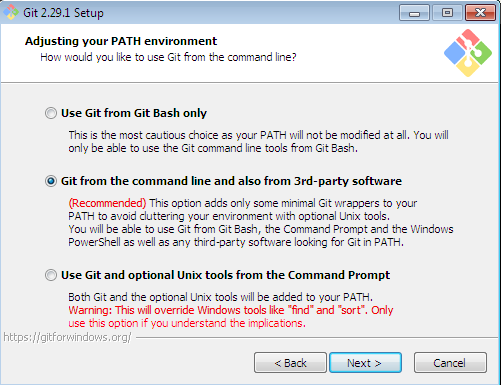 Git 2.29.1 Setup
Adjusting your PATH environment
How would you like to use Git from the command line?
Use Git from Git Bash only
This is the most cautious choice as your PATH will not be modified at all. You will
only be able to use the Git command line tools from Git Bash.
Git from the command line and also from 3rd-party software
(Recommended) This option adds only some minimal Git wrappers to your
PATH to avoid cluttering your environment with optional Unix tools.
You will be able to use Git from Git Bash, the Command Prompt and the Windows
PowerShell as well as any third-party software looking for Git in PATH.
Use Git and optional Unix tools from the Command Prompt
Both Git and the optional Unix tools will be added to your PATH.
Warning: This will override Windows tools like "find" and "sort". Only
use this option if you understand the implications.
https://gitforwindows.org/
< Back
Next >
Cancel